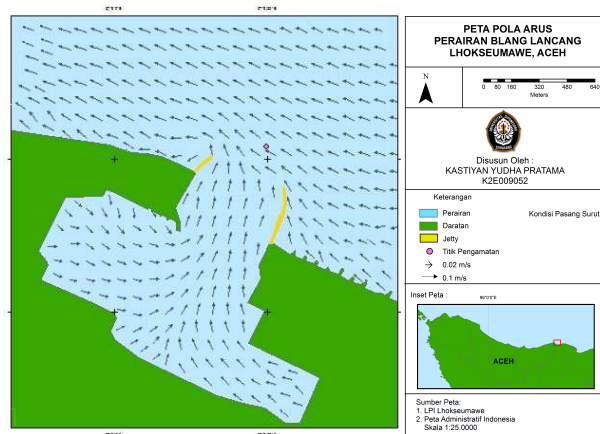 PETA POLA ARUS
PERAIRAN BLANG LANCANG
LHOKSEUMAWE, ACEH
N
0 80 160 320 480 640
Meters
Disusun Oleh :
KASTIYAN YUDHA PRATAMA
K2E009052
Keterangan
Perairan
Kondisi Pasang Surut
Daratan
Jetty
Titik Pengamatan
0.02 m/s
0.1 m/s
Inset Peta :
ACEH
Sumber Peta:
1. LPI Lhokseumawe
2. Peta Administratif Indonesia
Skala 1:25.0000